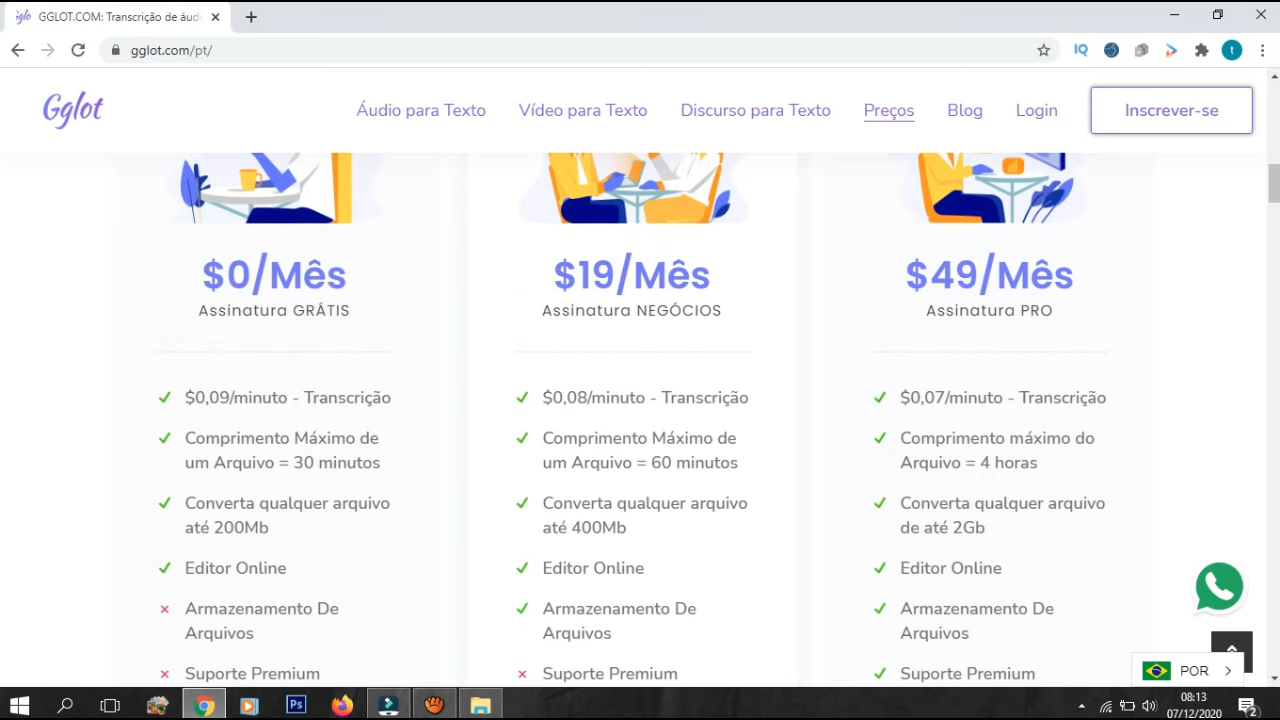 GGLOT.COM: Transcrição de áud
gglot.com/pt/
IQ
t
Gglot
Áudio para Texto
Vídeo para Texto
Discurso para Texto
Preços
Blog
Login
Inscrever-se
$0/Mês
Assinatura GRÁTIS
$0,09/minuto - Transcrição
Comprimento Máximo de
um Arquivo = 30 minutos
Converta qualquer arquivo
até 200Mb
Editor Online
Armazenamento De
Arquivos
Suporte Premium
$19/Mês
Assinatura NEGÓCIOS
$0,08/minuto - Transcrição
Comprimento Máximo de
um Arquivo = 60 minutos
Converta qualquer arquivo
até 400Mb
Editor Online
Armazenamento De
Arquivos
Suporte Premium
$49/Mês
Assinatura PRO
$0,07/minuto - Transcrição
Comprimento máximo do
Arquivo = 4 horas
Converta qualquer arquivo
de até 2Gb
Editor Online
Armazenamento De
Arquivos
Suporte Premium
POR
Ps
08:13
07/12/2020
2